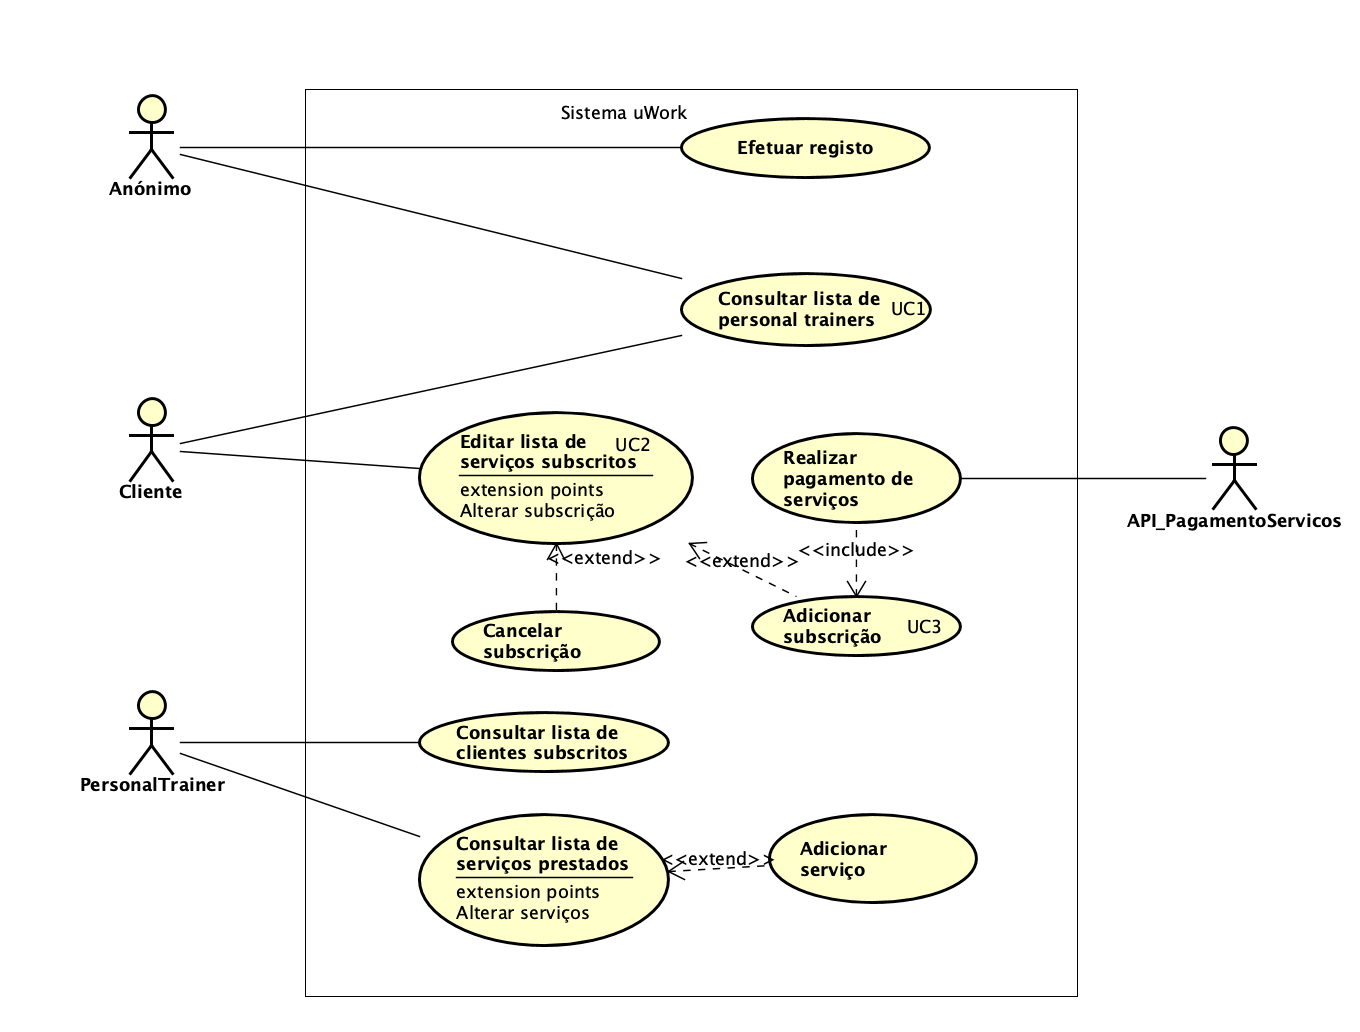 Sistema uWork
Efetuar registo
Anónimo
Consultar lista de
personal trainers
UC1
Editar lista de
serviços subscritos
UC2
extension points
Alterar subscrição
Realizar
pagamento de
serviços
Cliente
API_PagamentoServicos
<<extend>>
<<extend>>
<<include>>
Cancelar
subscrição
Adicionar
subscrição
UC3
Consultar lista de
clientes subscritos
PersonalTrainer
Consultar lista de
serviços prestados
extension points
Alterar serviços
<<extend>>
Adicionar
serviço